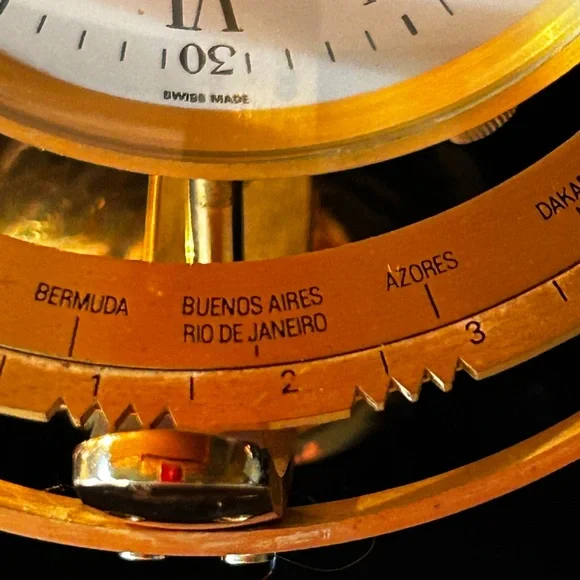 VI
30
SWISS MADE
BERMUDA
BUENOS AIRES
RIO DE JANEIRO
AZORES
1
2
3